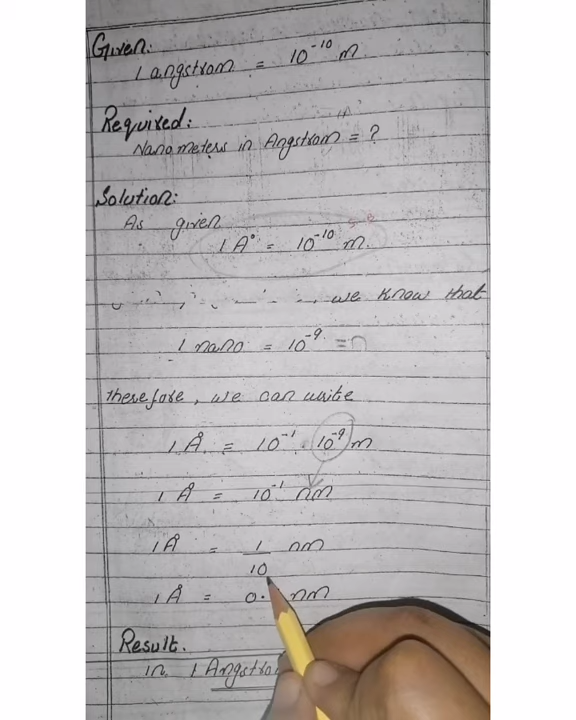 Given:
1 angstrom = 10⁻¹⁰ m
Required:
Nanometers in Angstrom = ?
Solution:
As given
1 A° = 10⁻¹⁰ m.
we know that
1 nano = 10⁻⁹ = n
therefore, we can write
1 Å = 10⁻¹ . 10⁻⁹ m
1 Å = 10⁻¹ nm
1 Å = 1/10 nm
1 Å = 0. nm
Result.
in 1 Angstro